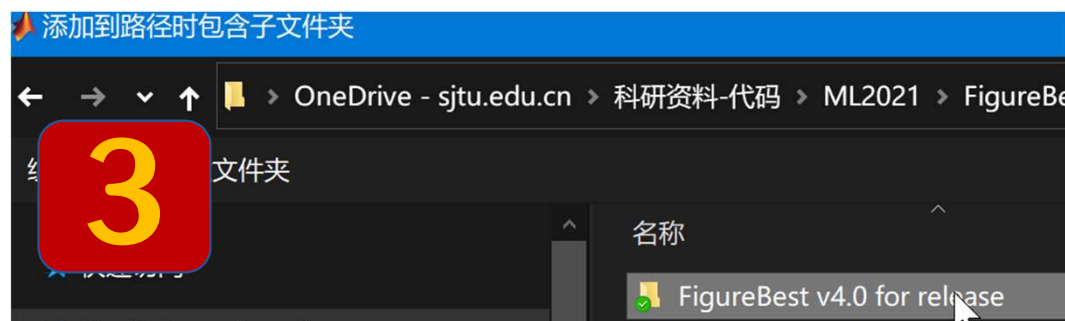 添加到路径时包含子文件夹
OneDrive - sjtu.edu.cn > 科研资料-代码 > ML2021 > FigureBe
3
文件夹
名称
FigureBest v4.0 for release